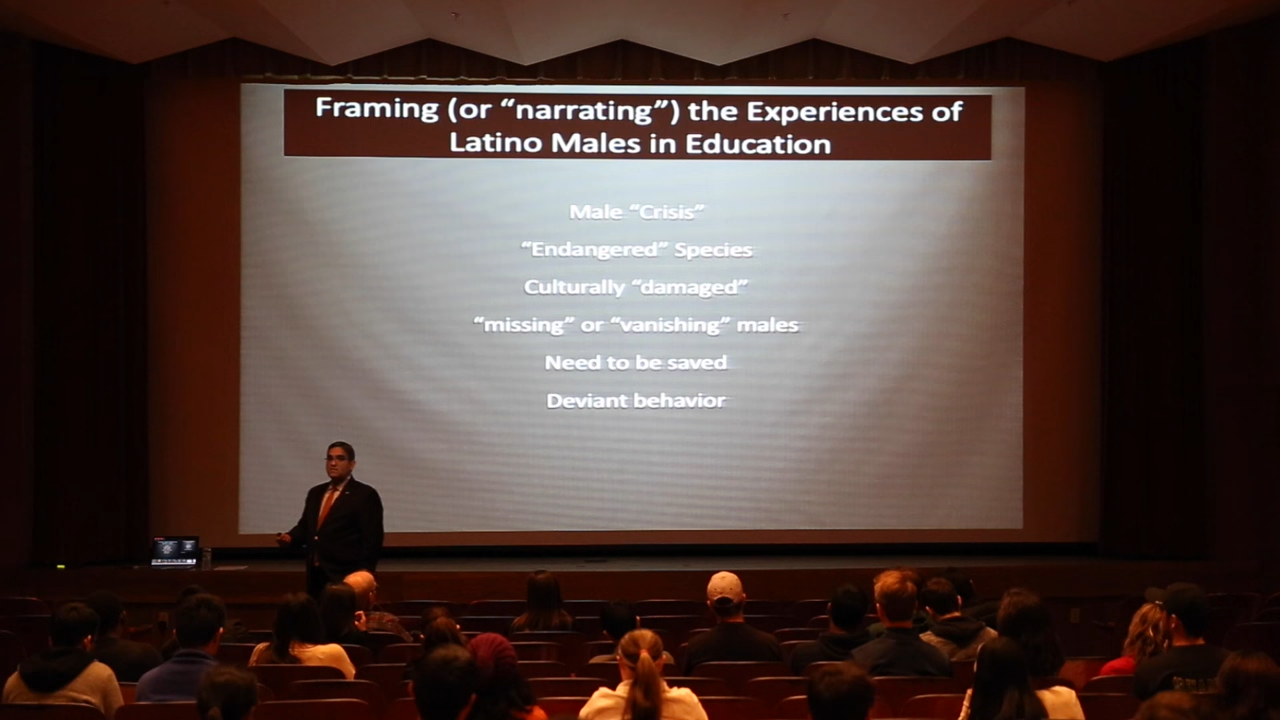 Framing (or “narrating”) the Experiences of
Latino Males in Education
Male “Crisis”
“Endangered” Species
Culturally “damaged”
“missing” or “vanishing” males
Need to be saved
Deviant behavior